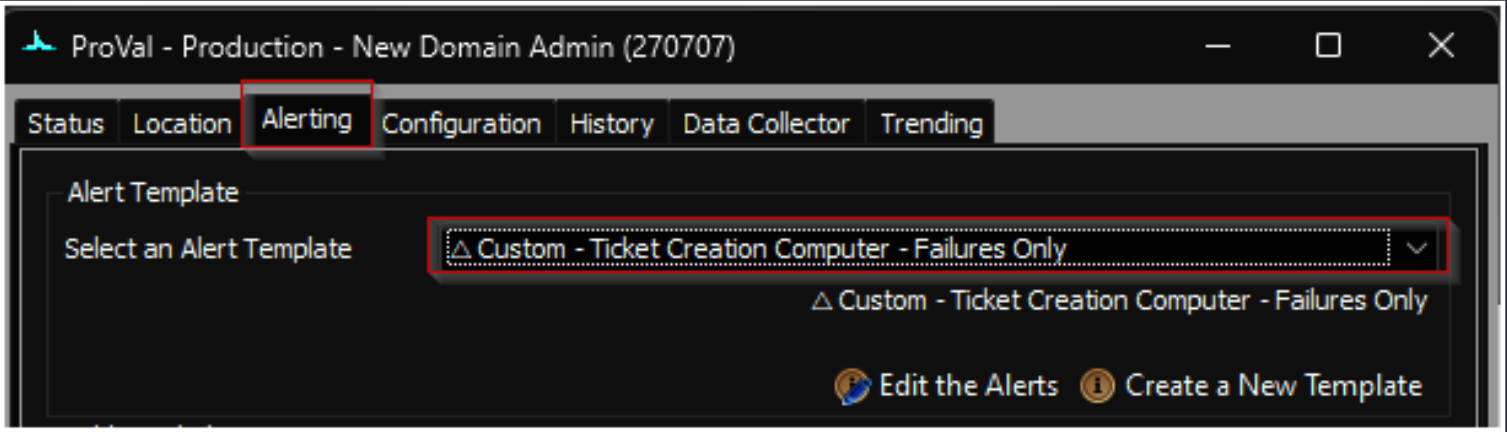 ProVal - Production - New Domain Admin (270707)
Status Location Alerting Configuration History Data Collector Trending
Alert Template
Select an Alert Template △ Custom - Ticket Creation Computer - Failures Only
△ Custom - Ticket Creation Computer - Failures Only
Edit the Alerts Create a New Template